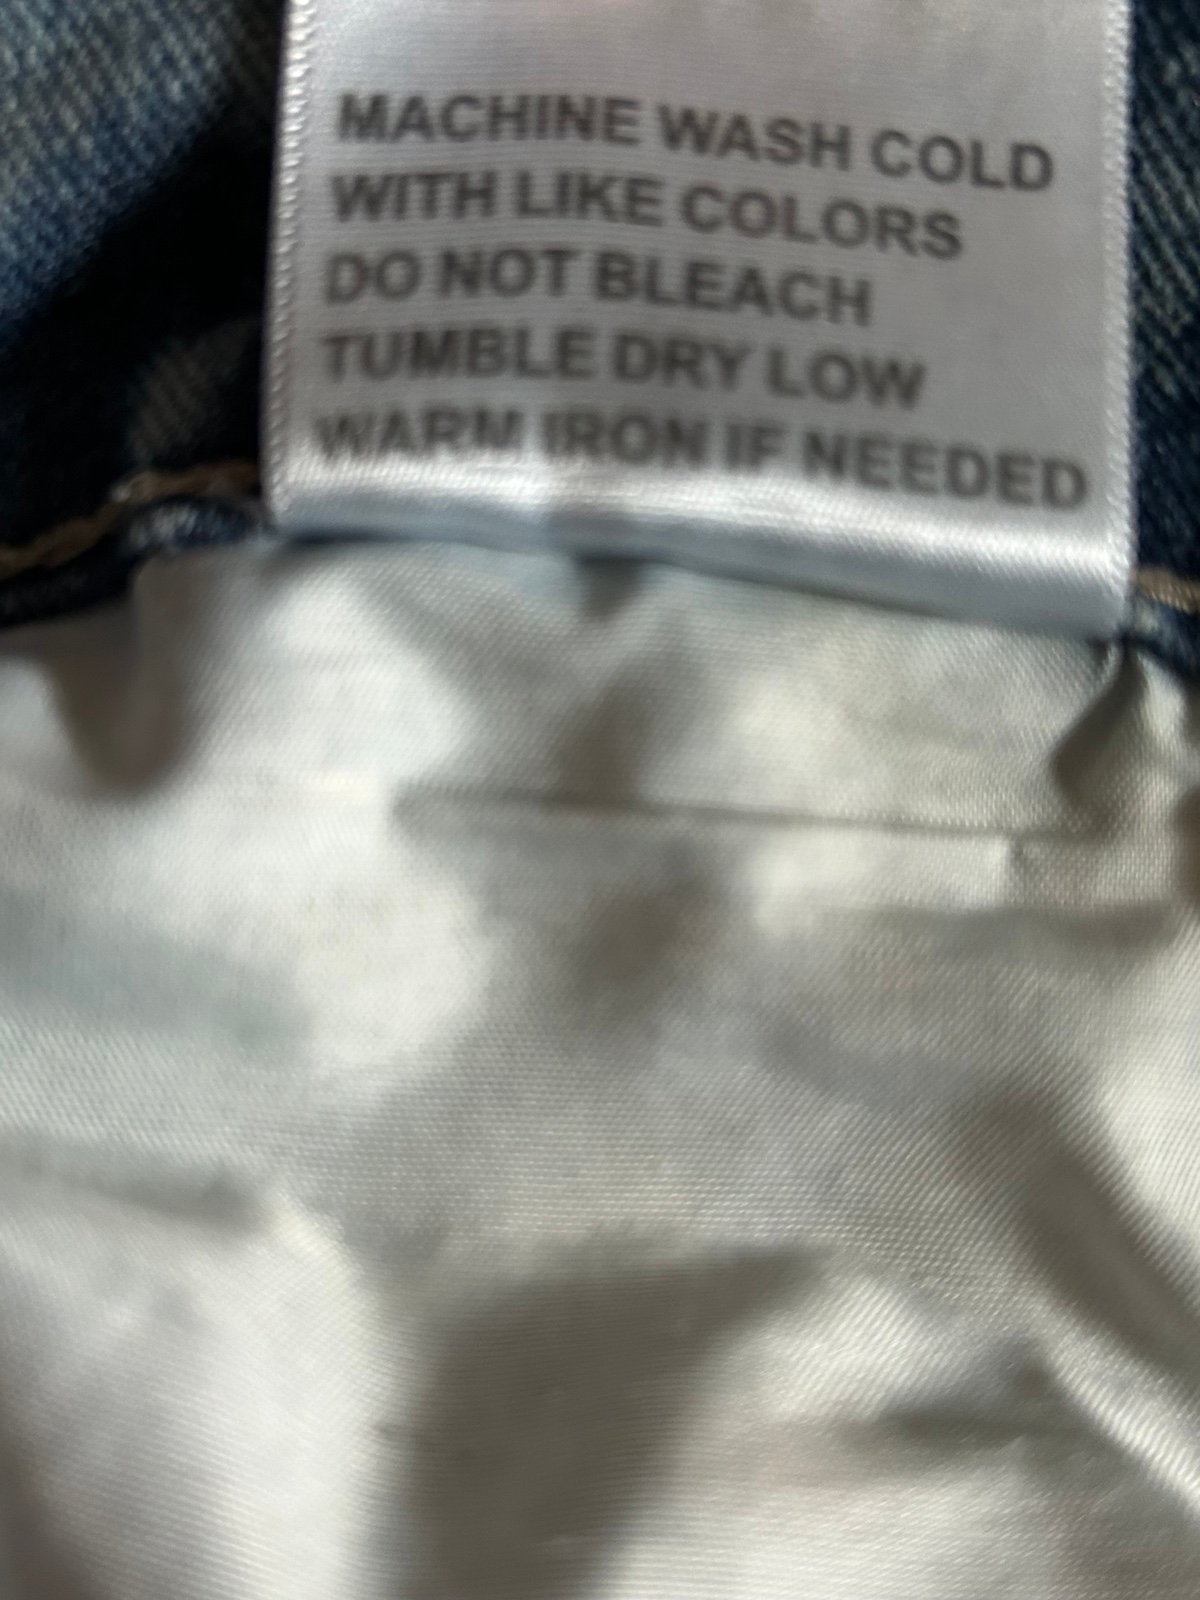 MACHINE WASH COLD
WITH LIKE COLORS
DO NOT BLEACH
TUMBLE DRY LOW
WARM IRON IF NEEDED